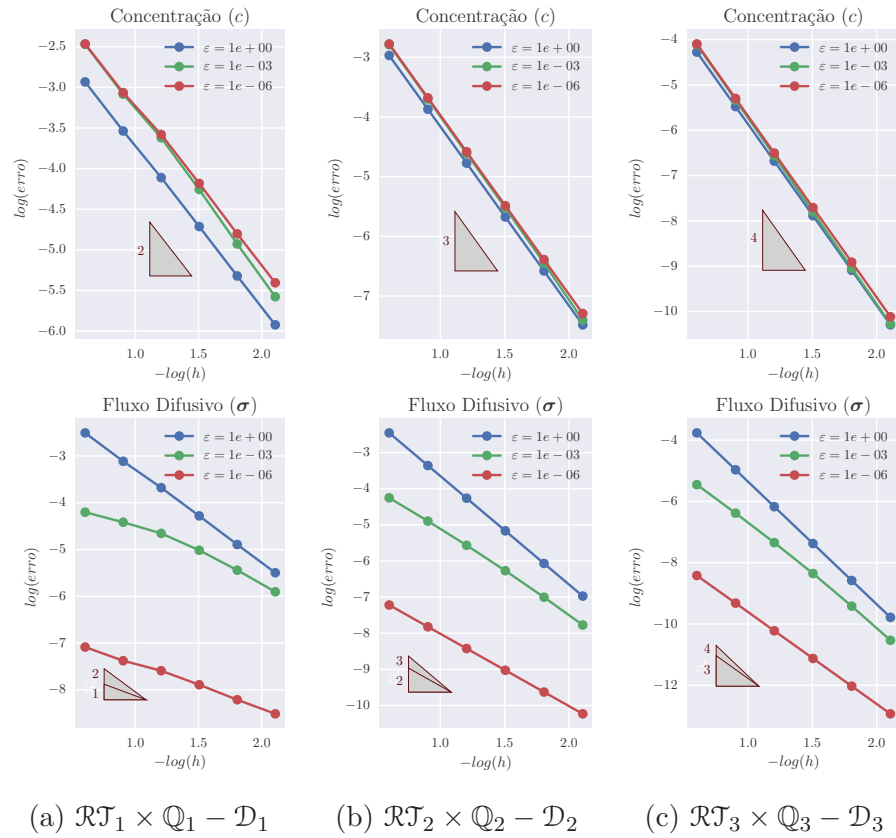 Concentração (c)
−2.5
−3.0
−3.5
−4.0
−4.5
−5.0
−5.5
−6.0
log(erro)
ε = 1e + 00
ε = 1e − 03
ε = 1e − 06
2
1.0 1.5 2.0
−log(h)
Concentração (c)
−3
−4
−5
−6
−7
log(erro)
ε = 1e + 00
ε = 1e − 03
ε = 1e − 06
3
1.0 1.5 2.0
−log(h)
Concentração (c)
−4
−5
−6
−7
−8
−9
−10
log(erro)
ε = 1e + 00
ε = 1e − 03
ε = 1e − 06
4
1.0 1.5 2.0
−log(h)
Fluxo Difusivo (σ)
−3
−4
−5
−6
−7
−8
log(erro)
ε = 1e + 00
ε = 1e − 03
ε = 1e − 06
2
1
1.0 1.5 2.0
−log(h)
Fluxo Difusivo (σ)
−3
−4
−5
−6
−7
−8
−9
−10
log(erro)
ε = 1e + 00
ε = 1e − 03
ε = 1e − 06
3
2
1.0 1.5 2.0
−log(h)
Fluxo Difusivo (σ)
−4
−6
−8
−10
−12
log(erro)
ε = 1e + 00
ε = 1e − 03
ε = 1e − 06
4
3
1.0 1.5 2.0
−log(h)
(a) ℛ𝒯₁ × ℚ₁ − 𝒟₁
(b) ℛ𝒯₂ × ℚ₂ − 𝒟₂
(c) ℛ𝒯₃ × ℚ₃ − 𝒟₃